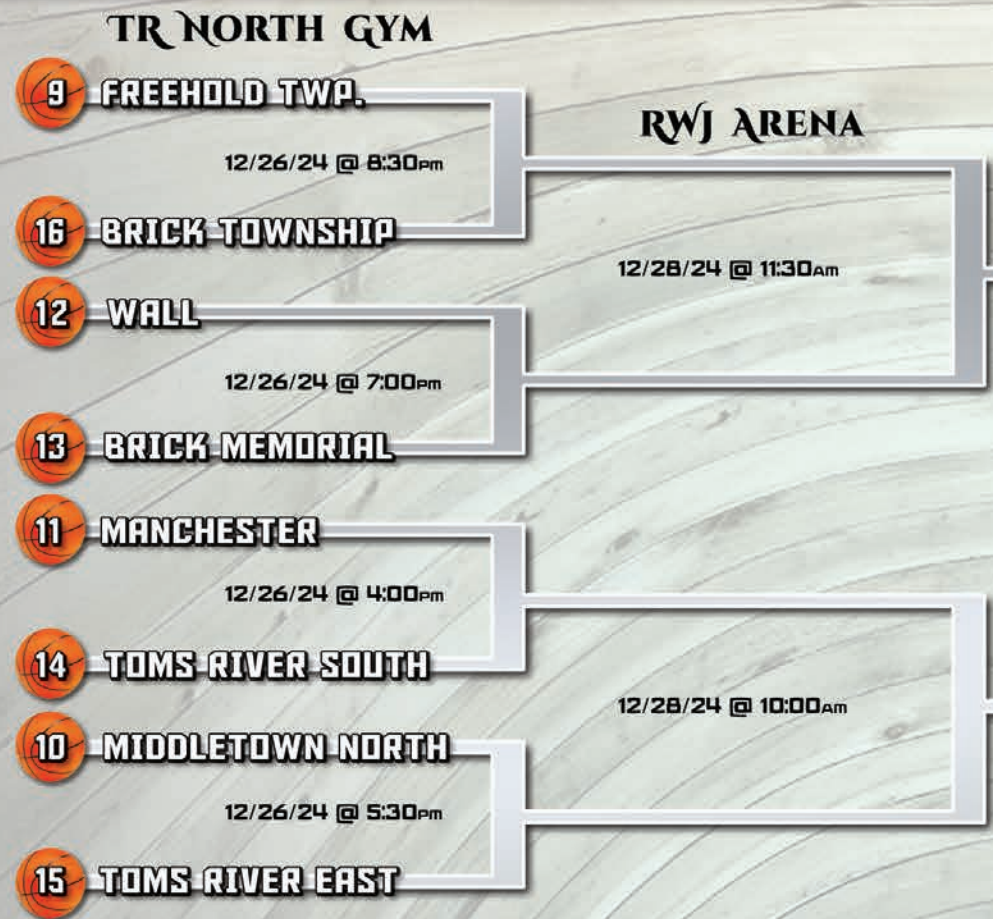 TR NORTH GYM
9 FREEHOLD TWP.
12/26/24 @ 8:30PM
16 BRICK TOWNSHIP
12 WALL
12/26/24 @ 7:00PM
13 BRICK MEMORIAL
11 MANCHESTER
12/26/24 @ 4:00PM
14 TOMS RIVER SOUTH
10 MIDDLETOWN NORTH
12/26/24 @ 5:30PM
15 TOMS RIVER EAST
RWJ ARENA
12/28/24 @ 11:30AM
12/28/24 @ 10:00AM